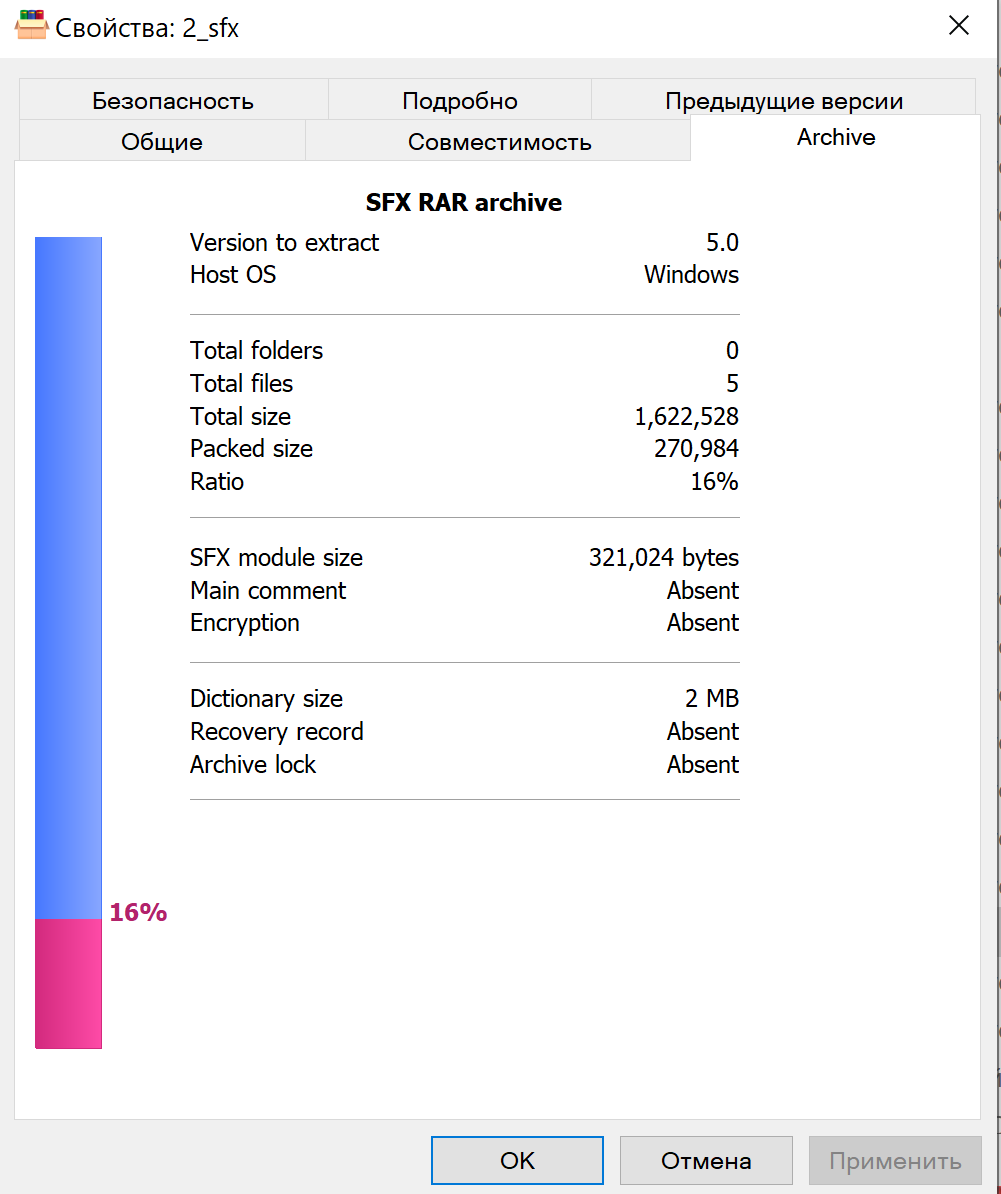 Свойства: 2_sfx
Безопасность Подробно Предыдущие версии
Общие Совместимость Archive
SFX RAR archive
Version to extract 5.0
Host OS Windows
Total folders 0
Total files 5
Total size 1,622,528
Packed size 270,984
Ratio 16%
SFX module size 321,024 bytes
Main comment Absent
Encryption Absent
Dictionary size 2 MB
Recovery record Absent
Archive lock Absent
16%
OK Отмена Применить